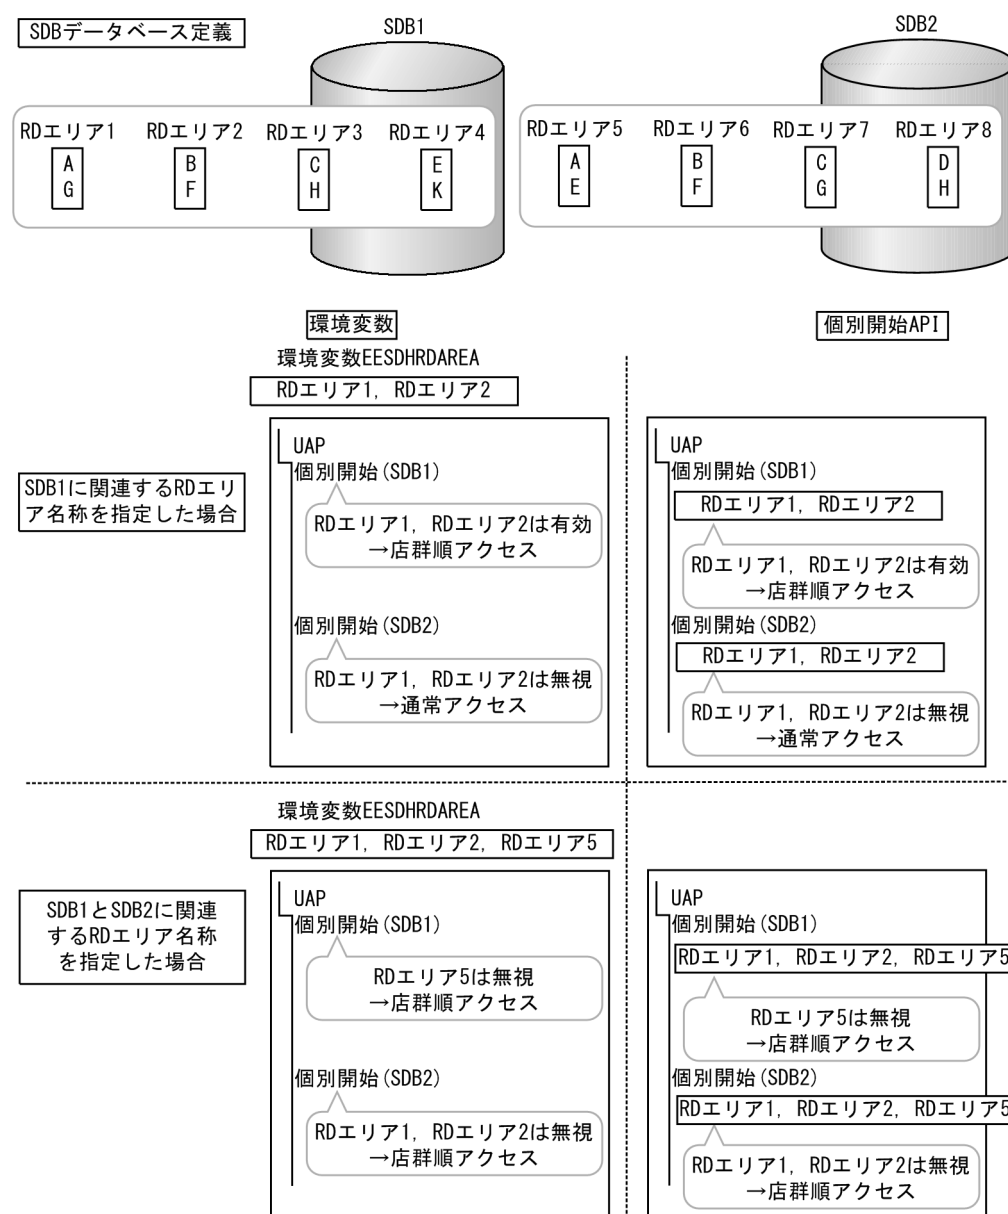 SDBデータベース定義
SDB1
SDB2
RDエリア1 RDエリア2 RDエリア3 RDエリア4
A B C E
G F H K
RDエリア5 RDエリア6 RDエリア7 RDエリア8
A B C D
E F G H
環境変数
個別開始API
環境変数EESDHRDAREA
RDエリア1, RDエリア2
SDB1に関連するRDエリ
ア名称を指定した場合
UAP
個別開始(SDB1)
RDエリア1, RDエリア2は有効
→店群順アクセス
個別開始(SDB2)
RDエリア1, RDエリア2は無視
→通常アクセス
UAP
個別開始(SDB1)
RDエリア1, RDエリア2
RDエリア1, RDエリア2は有効
→店群順アクセス
個別開始(SDB2)
RDエリア1, RDエリア2
RDエリア1, RDエリア2は無視
→通常アクセス
環境変数EESDHRDAREA
RDエリア1, RDエリア2, RDエリア5
SDB1とSDB2に関連
するRDエリア名称
を指定した場合
UAP
個別開始(SDB1)
RDエリア5は無視
→店群順アクセス
個別開始(SDB2)
RDエリア1, RDエリア2は無視
→店群順アクセス
UAP
個別開始(SDB1)
RDエリア1, RDエリア2, RDエリア5
RDエリア5は無視
→店群順アクセス
個別開始(SDB2)
RDエリア1, RDエリア2, RDエリア5
RDエリア1, RDエリア2は無視
→店群順アクセス